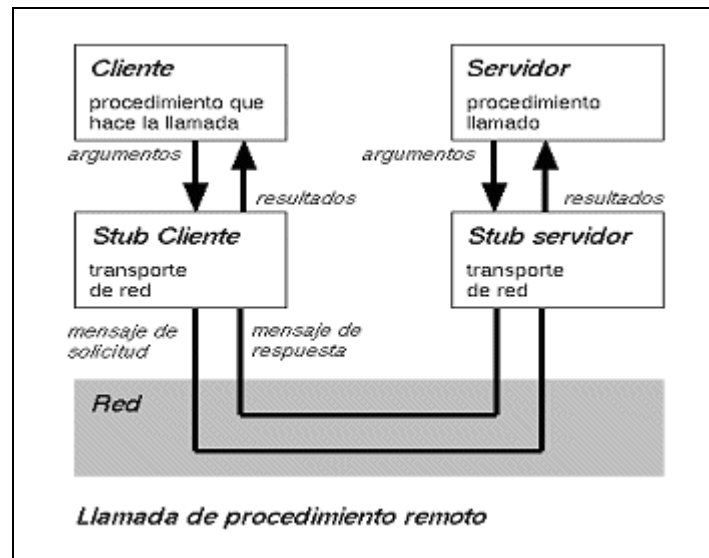 Cliente
procedimiento que
hace la llamada
Servidor
procedimiento
llamado
argumentos
resultados
argumentos
resultados
Stub Cliente
transporte
de red
Stub servidor
transporte
de red
mensaje de
solicitud
mensaje de
respuesta
Red
Llamada de procedimiento remoto